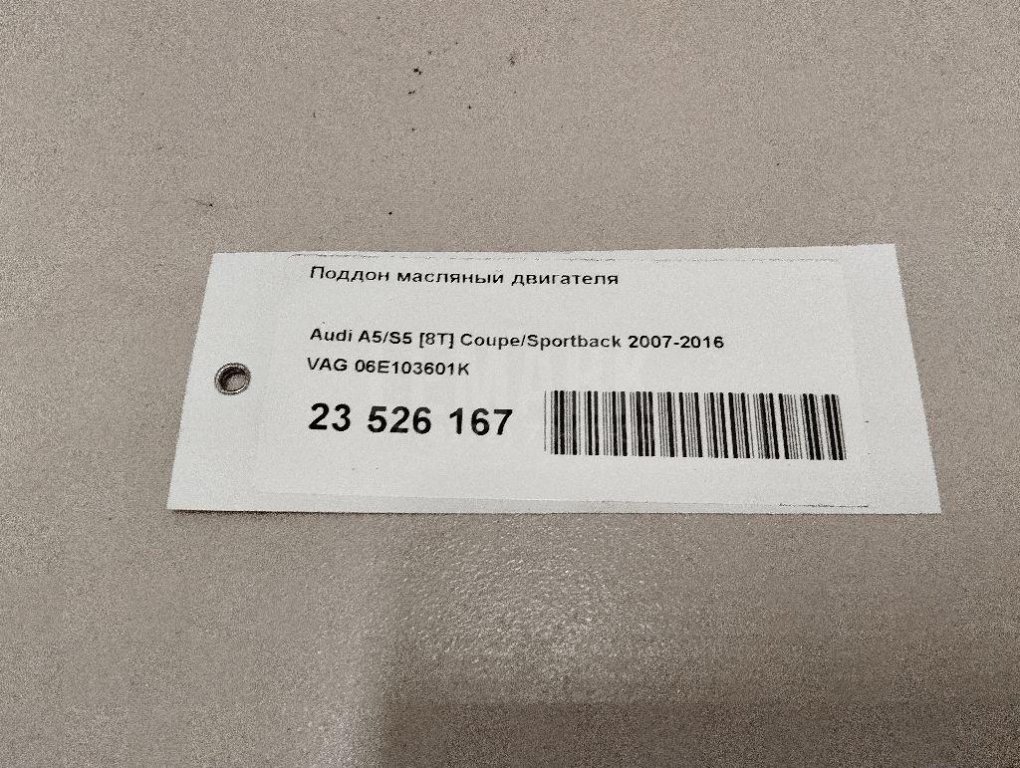 Поддон масляный двигателя
Audi A5/S5 [8T] Coupe/Sportback 2007-2016
VAG 06E103601K
23 526 167